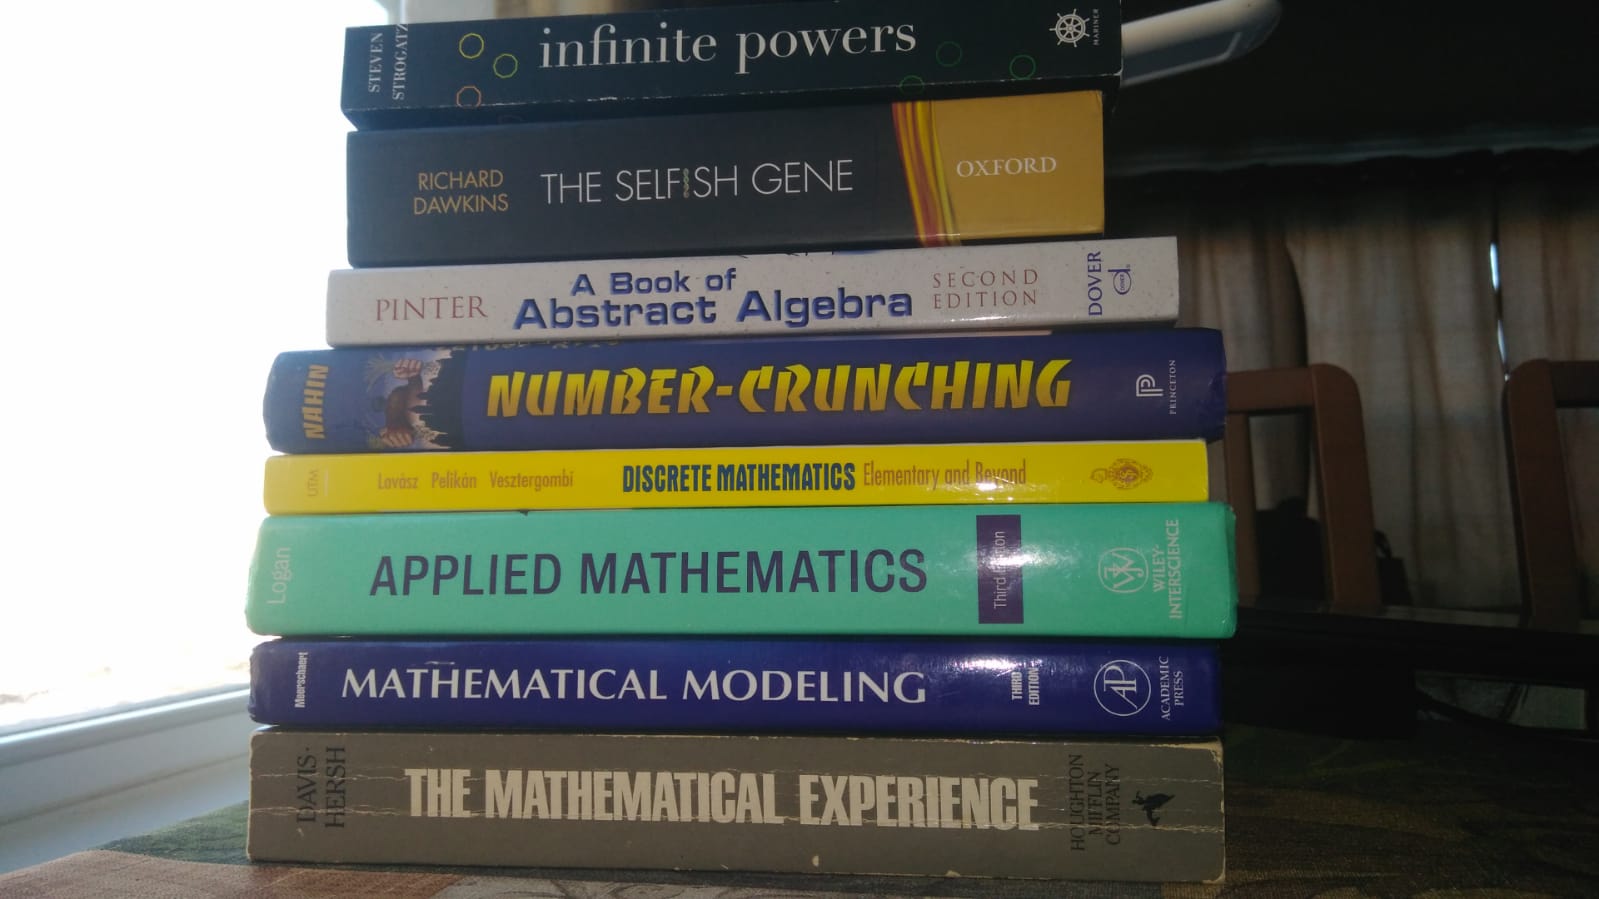 STEVEN
STROGATZ
infinite powers
MARINER
RICHARD
DAWKINS
THE SELFISH GENE
OXFORD
PINTER
A Book of
Abstract Algebra
SECOND
EDITION
DOVER
NAHIN
NUMBER-CRUNCHING
PRINCETON
UTM
Lovász Pelikán Vesztergombi
DISCRETE MATHEMATICS Elementary and Beyond
Logan
APPLIED MATHEMATICS
Third Edition
WILEY-
INTERSCIENCE
Meerschaert
MATHEMATICAL MODELING
THIRD
EDITION
AP
ACADEMIC
PRESS
DAVIS·
HERSH
THE MATHEMATICAL EXPERIENCE
HOUGHTON
MIFFLIN
COMPANY